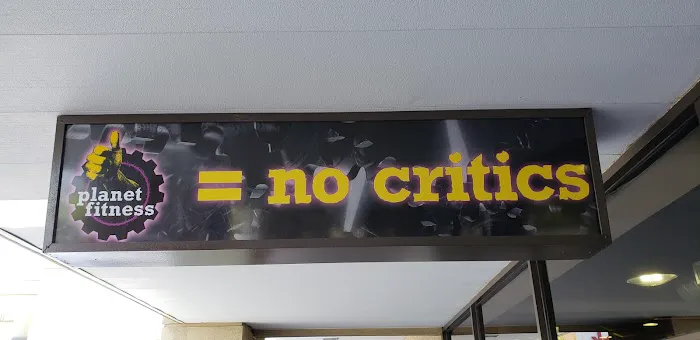 planet
fitness
= no critics